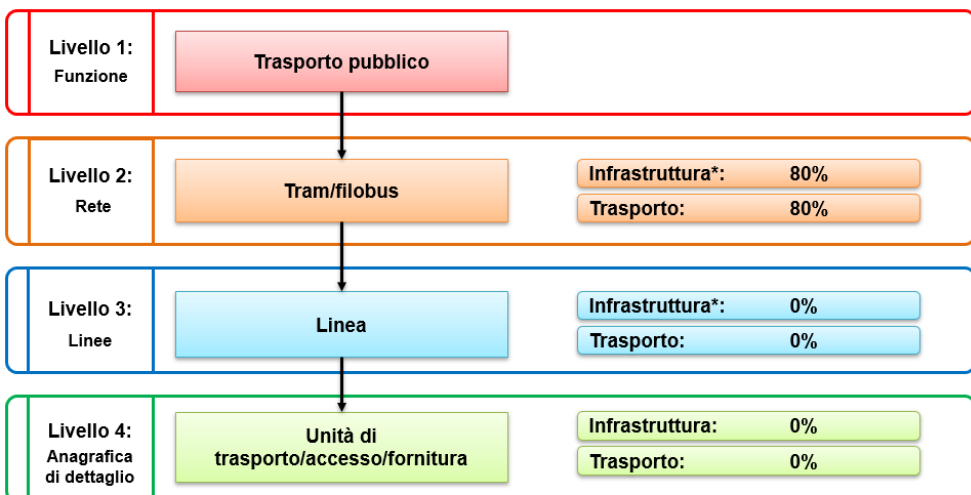 Livello 1:
Funzione
Trasporto pubblico
Livello 2:
Rete
Tram/filobus
Infrastruttura*: 80%
Trasporto: 80%
Livello 3:
Linee
Linea
Infrastruttura*: 0%
Trasporto: 0%
Livello 4:
Anagrafica
di dettaglio
Unità di
trasporto/accesso/fornitura
Infrastruttura: 0%
Trasporto: 0%